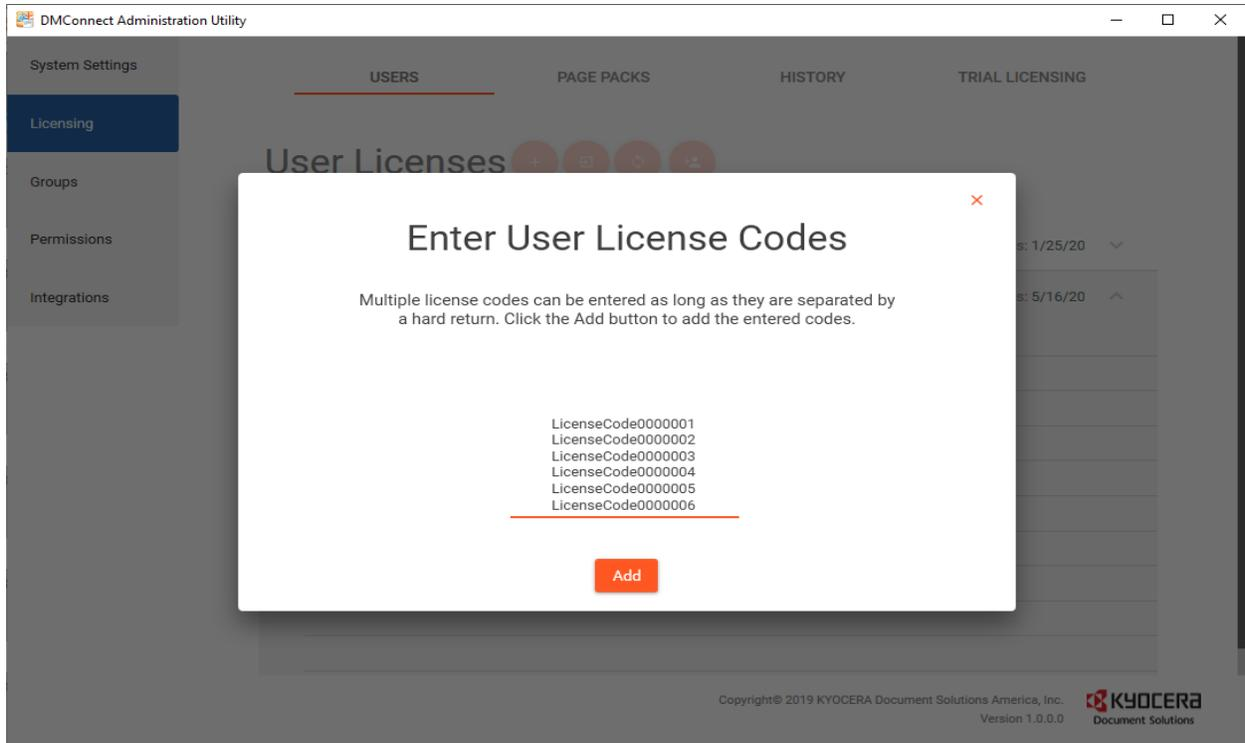 DMConnect Administration Utility
System Settings
USERS PAGE PACKS HISTORY TRIAL LICENSING
Licensing
User Licenses
Groups
Enter User License Codes
Permissions
s: 1/25/20
Integrations
Multiple license codes can be entered as long as they are separated by
s: 5/16/20
a hard return. Click the Add button to add the entered codes.
LicenseCode0000001
LicenseCode0000002
LicenseCode0000003
LicenseCode0000004
LicenseCode0000005
LicenseCode0000006
Add
Copyright© 2019 KYOCERA Document Solutions America, Inc.
Version 1.0.0.0
KYOCERA
Document Solutions